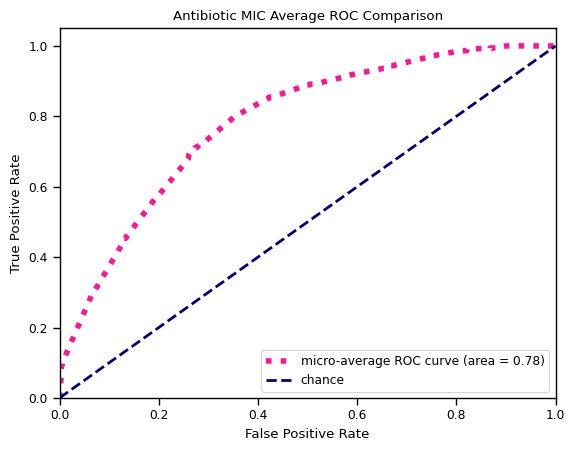 Antibiotic MIC Average ROC Comparison
True Positive Rate
1.0
0.8
0.6
0.4
0.2
0.0
micro-average ROC curve (area = 0.78)
chance
0.0 0.2 0.4 0.6 0.8 1.0
False Positive Rate